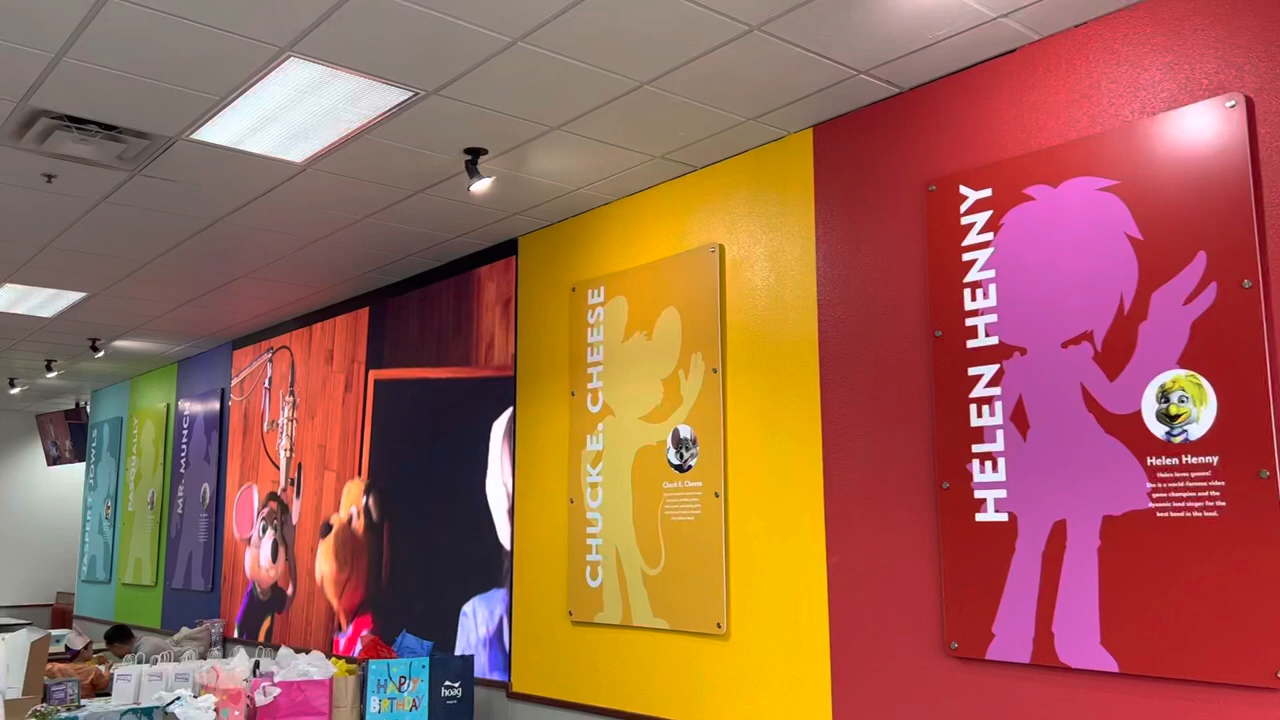 JASPER T. JOWLS
PASQUALLY
MR. MUNCH
CHUCK E. CHEESE
Chuck E. Cheese
HELEN HENNY
Helen Henny
Helen loves games!
She is a world-famous video
game champion and the
dynamic lead singer for the
best band in the land.
HAPPY
BIRTHDAY
hoag